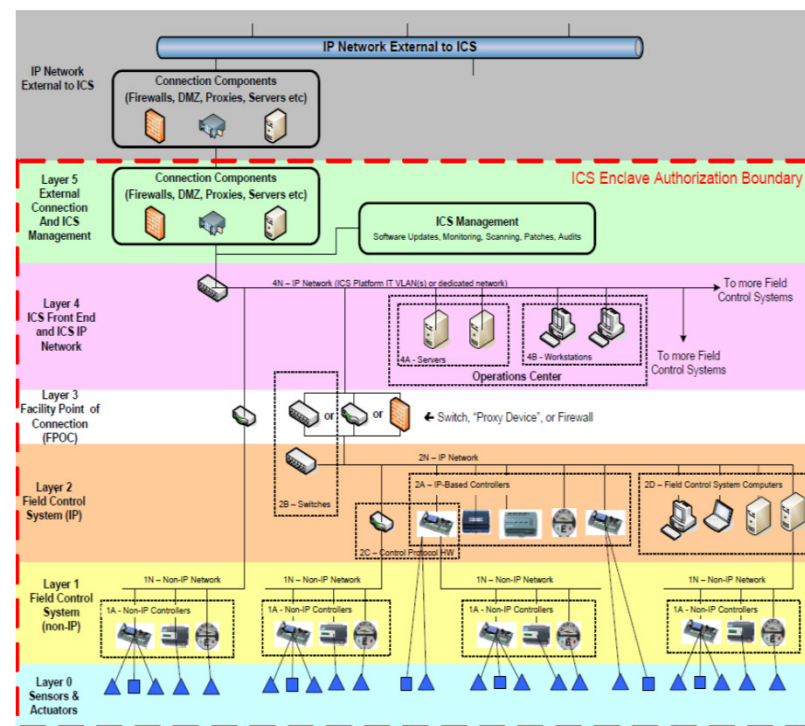 IP Network External to ICS
IP Network
External to ICS
Connection Components
(Firewalls, DMZ, Proxies, Servers etc)
Layer 5
External
Connection
And ICS
Management
Connection Components
(Firewalls, DMZ, Proxies, Servers etc)
ICS Enclave Authorization Boundary
ICS Management
Software Updates, Monitoring, Scanning, Patches, Audits
Layer 4
ICS Front End
and ICS IP
Network
4N – IP Network (ICS Platform IT VLAN(s) or dedicated network)
To more Field
Control Systems
4A - Servers
4B - Workstations
Operations Center
To more Field
Control Systems
Layer 3
Facility Point of
Connection
(FPOC)
or
or
← Switch, "Proxy Device", or Firewall
Layer 2
Field Control
System (IP)
2N – IP Network
2B – Switches
2A – IP-Based Controllers
2C – Control Protocol HW
2D – Field Control System Computers
Layer 1
Field Control
System
(non-IP)
1N – Non-IP Network
1N – Non-IP Network
1N – Non-IP Network
1N – Non-IP Network
1A - Non-IP Controllers
1A - Non-IP Controllers
1A - Non-IP Controllers
1A - Non-IP Controllers
Layer 0
Sensors &
Actuators